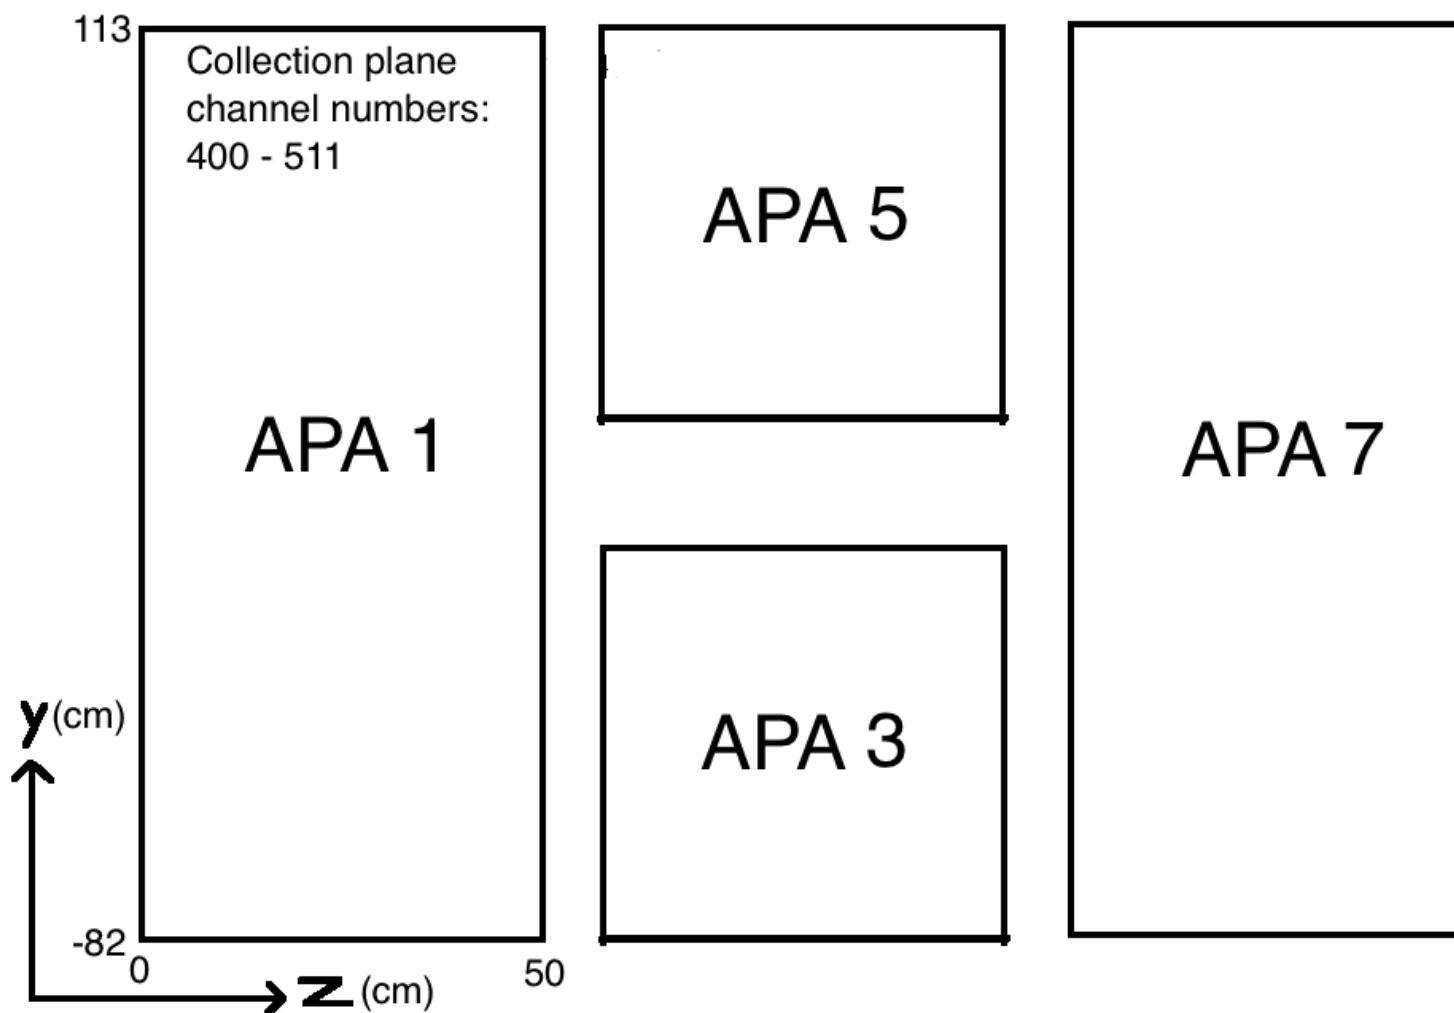 113
Collection plane
channel numbers:
400 - 511
APA 1
APA 5
APA 3
APA 7
y (cm)
-82
0
50
z (cm)